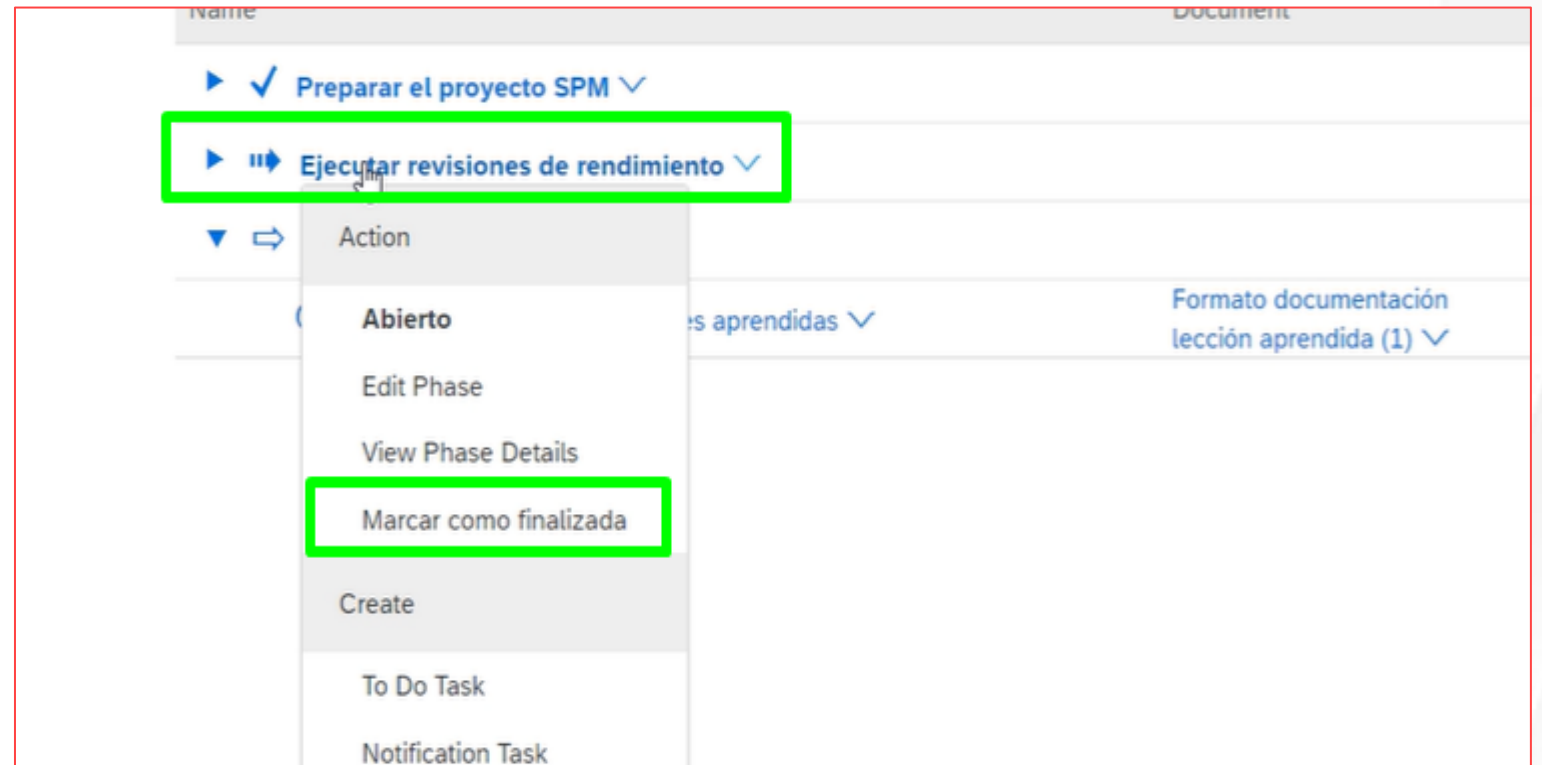 Name Document
Preparar el proyecto SPM
Ejecutar revisiones de rendimiento
Action
Abierto
es aprendidas
Formato documentación
lección aprendida (1)
Edit Phase
View Phase Details
Marcar como finalizada
Create
To Do Task
Notification Task